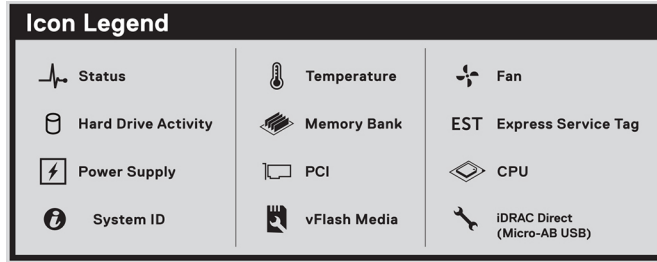 Icon Legend
Status
Temperature
Fan
Hard Drive Activity
Memory Bank
EST Express Service Tag
Power Supply
PCI
CPU
System ID
vFlash Media
iDRAC Direct
(Micro-AB USB)